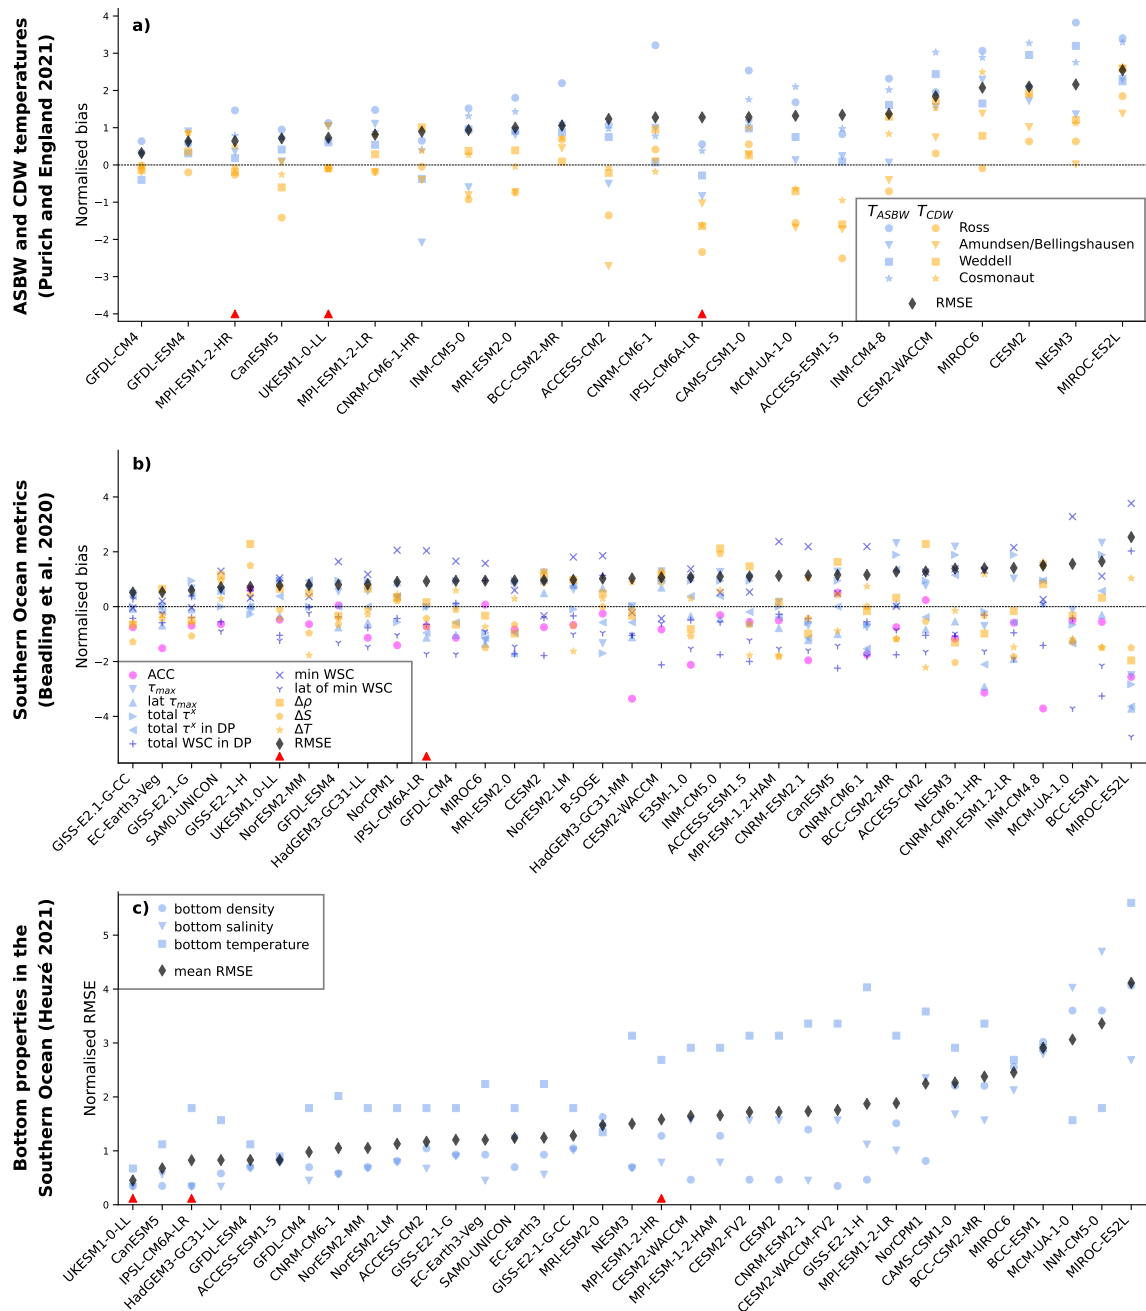 ASBW and CDW temperatures
(Purich and England 2021)
Normalised bias
a)
4
3
2
1
0
−1
−2
−3
−4
T_ASBW T_CDW
Ross
Amundsen/Bellingshausen
Weddell
Cosmonaut
RMSE
GFDL-CM4
GFDL-ESM4
MPI-ESM1-2-HR
CanESM5
UKESM1-0-LL
MPI-ESM1-2-LR
CNRM-CM6-1-HR
INM-CM5-0
MRI-ESM2-0
BCC-CSM2-MR
ACCESS-CM2
CNRM-CM6-1
IPSL-CM6A-LR
CAMS-CSM1-0
MCM-UA-1-0
ACCESS-ESM1-5
INM-CM4-8
CESM2-WACCM
MIROC6
CESM2
NESM3
MIROC-ES2L
Southern Ocean metrics
(Beadling et al. 2020)
Normalised bias
b)
4
2
0
−2
−4
ACC
τmax
lat τmax
total τˣ
total τˣ in DP
total WSC in DP
min WSC
lat of min WSC
Δρ
ΔS
ΔT
RMSE
GISS-E2.1-G-CC
EC-Earth3-Veg
GISS-E2.1-G
SAM0-UNICON
GISS-E2-1-H
UKESM1.0-LL
NorESM2-MM
GFDL-ESM4
HadGEM3-GC31-LL
NorCPM1
IPSL-CM6A-LR
GFDL-CM4
MIROC6
MRI-ESM2.0
CESM2
NorESM2-LM
B-SOSE
HadGEM3-GC31-MM
CESM2-WACCM
E3SM-1.0
INM-CM5.0
ACCESS-ESM1.5
MPI-ESM-1.2-HAM
CNRM-ESM2.1
CanESM5
CNRM-CM6.1
BCC-CSM2-MR
ACCESS-CM2
NESM3
CNRM-CM6.1-HR
MPI-ESM1.2-LR
INM-CM4.8
MCM-UA-1.0
BCC-ESM1
MIROC-ES2L
Bottom properties in the
Southern Ocean (Heuzé 2021)
Normalised RMSE
c)
5
4
3
2
1
0
bottom density
bottom salinity
bottom temperature
mean RMSE
UKESM1-0-LL
CanESM5
IPSL-CM6A-LR
HadGEM3-GC31-LL
GFDL-ESM4
ACCESS-ESM1-5
GFDL-CM4
CNRM-CM6-1
NorESM2-MM
NorESM2-LM
ACCESS-CM2
GISS-E2-1-G
EC-Earth3-Veg
SAM0-UNICON
EC-Earth3
GISS-E2-1-G-CC
MRI-ESM2-0
NESM3
MPI-ESM1-2-HR
CESM2-WACCM
MPI-ESM-1-2-HAM
CESM2-FV2
CESM2
CNRM-ESM2-1
CESM2-WACCM-FV2
GISS-E2-1-H
MPI-ESM1-2-LR
NorCPM1
CAMS-CSM1-0
BCC-CSM2-MR
MIROC6
BCC-ESM1
MCM-UA-1-0
INM-CM5-0
MIROC-ES2L